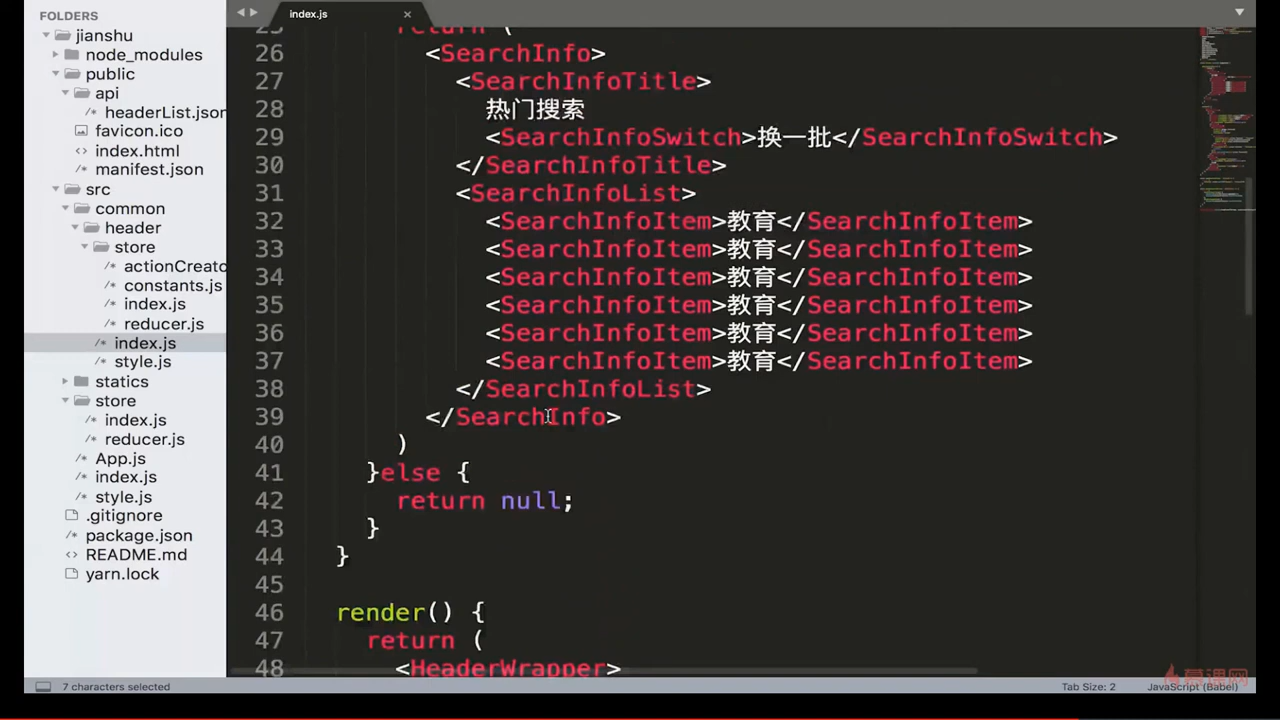 FOLDERS
jianshu
node_modules
public
api
headerList.json
favicon.ico
index.html
manifest.json
src
common
header
store
actionCreato
constants.js
index.js
reducer.js
index.js
style.js
statics
store
index.js
reducer.js
App.js
index.js
style.js
.gitignore
package.json
README.md
yarn.lock
index.js
25 return (
26 <SearchInfo>
27 <SearchInfoTitle>
28 热门搜索
29 <SearchInfoSwitch>换一批</SearchInfoSwitch>
30 </SearchInfoTitle>
31 <SearchInfoList>
32 <SearchInfoItem>教育</SearchInfoItem>
33 <SearchInfoItem>教育</SearchInfoItem>
34 <SearchInfoItem>教育</SearchInfoItem>
35 <SearchInfoItem>教育</SearchInfoItem>
36 <SearchInfoItem>教育</SearchInfoItem>
37 <SearchInfoItem>教育</SearchInfoItem>
38 </SearchInfoList>
39 </SearchInfo>
40 )
41 }else {
42 return null;
43 }
44 }
45
46 render() {
47 return (
48 <HeaderWrapper>
慕课网
7 characters selected
Tab Size: 2
JavaScript (Babel)